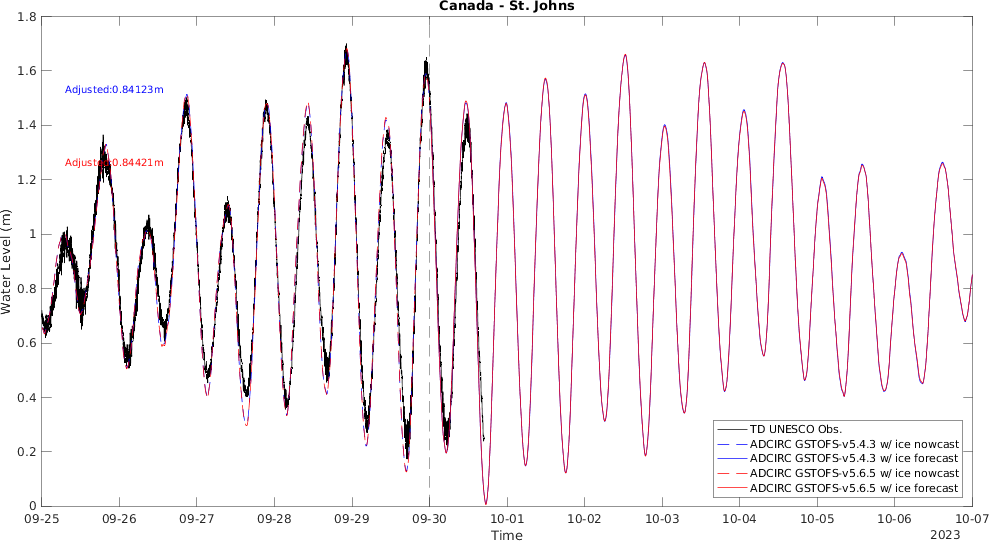 Canada - St. Johns
1.8
1.6
1.4
1.2
1
0.8
0.6
0.4
0.2
0
Water Level (m)
Adjusted:0.84123m
Adjusted:0.84421m
TD UNESCO Obs.
ADCIRC GSTOFS-v5.4.3 w/ ice nowcast
ADCIRC GSTOFS-v5.4.3 w/ ice forecast
ADCIRC GSTOFS-v5.6.5 w/ ice nowcast
ADCIRC GSTOFS-v5.6.5 w/ ice forecast
09-25 09-26 09-27 09-28 09-29 09-30 10-01 10-02 10-03 10-04 10-05 10-06 10-07
Time
2023